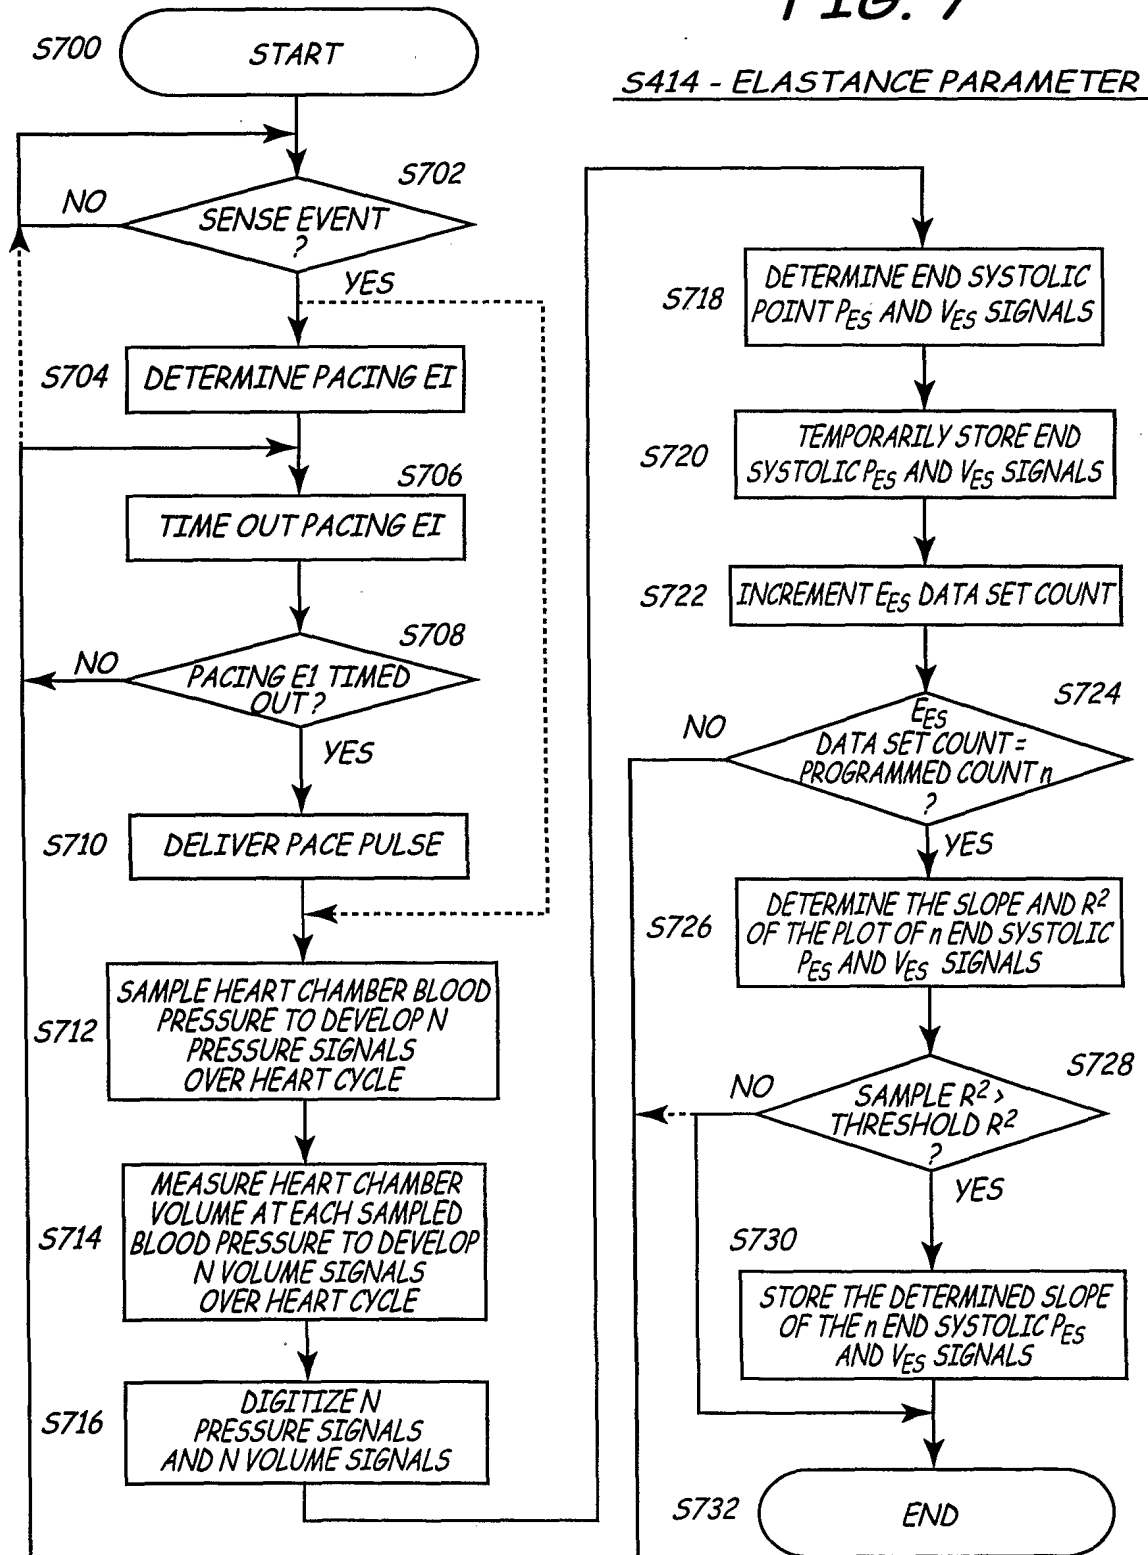 FIG. 7
S414 - ELASTANCE PARAMETER
S700
START
S702
NO
SENSE EVENT
?
YES
S704
DETERMINE PACING EI
S706
TIME OUT PACING EI
S708
NO
PACING E1 TIMED
OUT?
YES
S710
DELIVER PACE PULSE
S712
SAMPLE HEART CHAMBER BLOOD
PRESSURE TO DEVELOP N
PRESSURE SIGNALS
OVER HEART CYCLE
S714
MEASURE HEART CHAMBER
VOLUME AT EACH SAMPLED
BLOOD PRESSURE TO DEVELOP
N VOLUME SIGNALS
OVER HEART CYCLE
S716
DIGITIZE N
PRESSURE SIGNALS
AND N VOLUME SIGNALS
S718
DETERMINE END SYSTOLIC
POINT PES AND VES SIGNALS
S720
TEMPORARILY STORE END
SYSTOLIC PES AND VES SIGNALS
S722
INCREMENT EES DATA SET COUNT
S724
NO
EES
DATA SET COUNT =
PROGRAMMED COUNT n
?
YES
S726
DETERMINE THE SLOPE AND R²
OF THE PLOT OF n END SYSTOLIC
PES AND VES SIGNALS
S728
NO
SAMPLE R² >
THRESHOLD R²
?
YES
S730
STORE THE DETERMINED SLOPE
OF THE n END SYSTOLIC PES
AND VES SIGNALS
S732
END